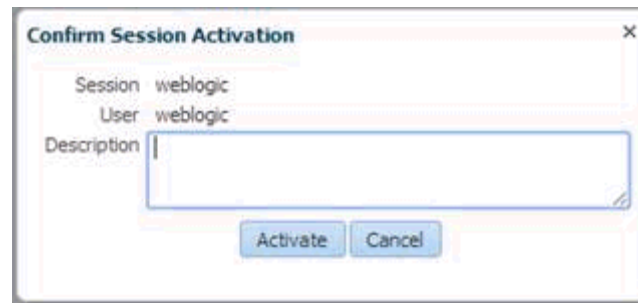 Confirm Session Activation
Session weblogic
User weblogic
Description
Activate Cancel